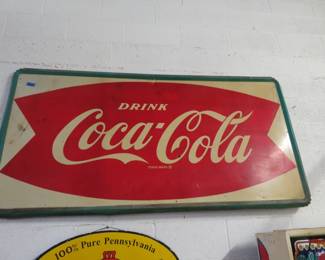 DRINK
Coca-Cola
100% Pure Pennsylvania